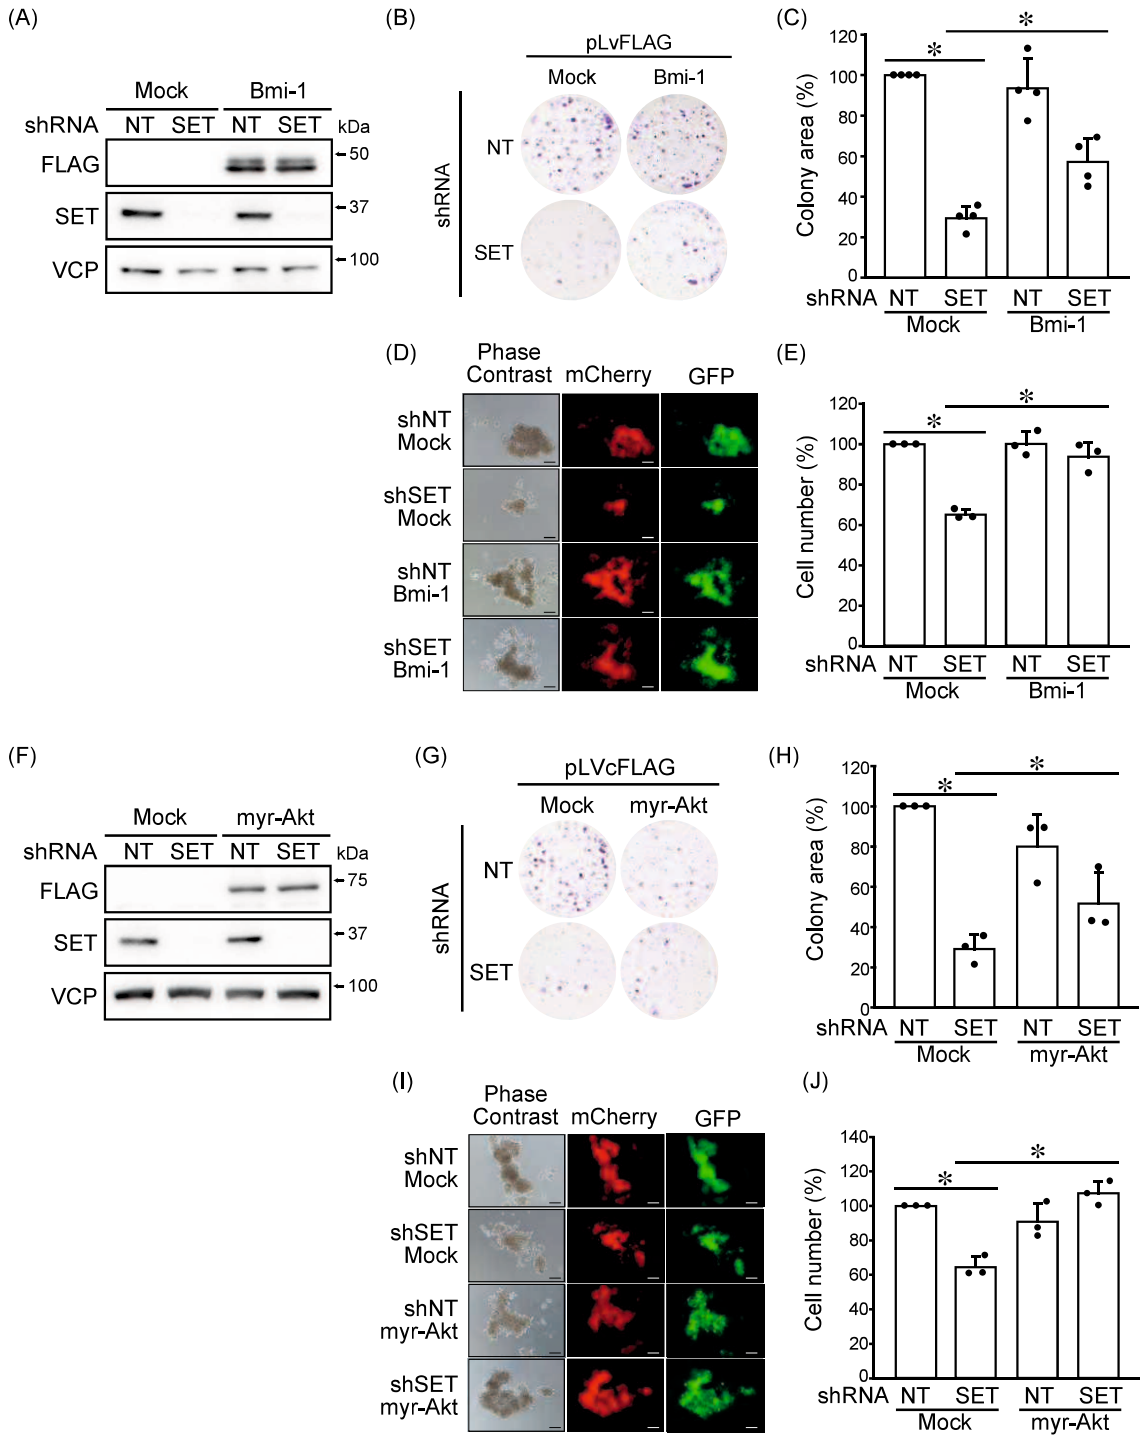 (A)
Mock Bmi-1
shRNA NT SET NT SET kDa
FLAG 50
SET 37
VCP 100
(B)
pLvFLAG
Mock Bmi-1
shRNA
NT
SET
(C)
Colony area (%)
120
100
80
60
40
20
0
* *
shRNA NT SET NT SET
Mock Bmi-1
(D)
Phase
Contrast mCherry GFP
shNT
Mock
shSET
Mock
shNT
Bmi-1
shSET
Bmi-1
(E)
Cell number (%)
120
100
80
60
40
20
0
* *
shRNA NT SET NT SET
Mock Bmi-1
(F)
Mock myr-Akt
shRNA NT SET NT SET kDa
FLAG 75
SET 37
VCP 100
(G)
pLVcFLAG
Mock myr-Akt
shRNA
NT
SET
(H)
Colony area (%)
120
100
80
60
40
20
0
* *
shRNA NT SET NT SET
Mock myr-Akt
(I)
Phase
Contrast mCherry GFP
shNT
Mock
shSET
Mock
shNT
myr-Akt
shSET
myr-Akt
(J)
Cell number (%)
140
120
100
80
60
40
20
0
* *
shRNA NT SET NT SET
Mock myr-Akt